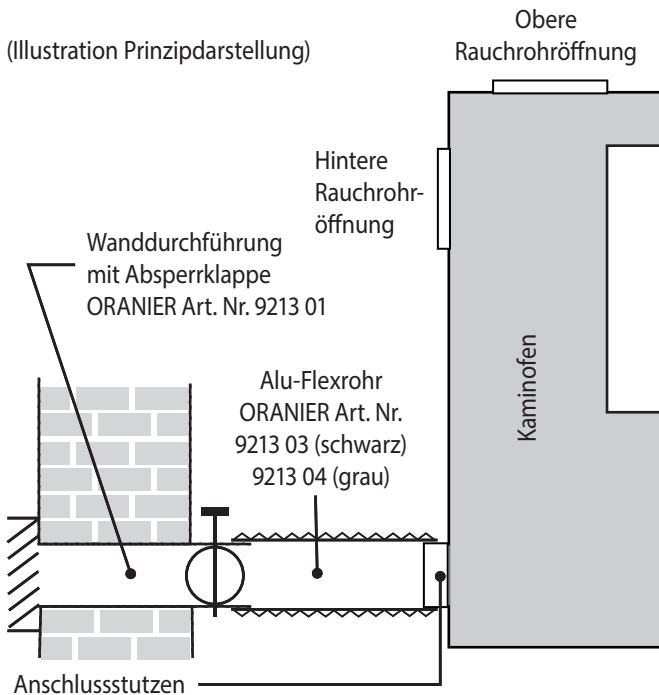 (Illustration Prinzipdarstellung)
Obere
Rauchrohröffnung
Hintere
Rauchrohr-
öffnung
Wanddurchführung
mit Absperrklappe
ORANIER Art. Nr. 9213 01
Alu-Flexrohr
ORANIER Art. Nr.
9213 03 (schwarz)
9213 04 (grau)
Kaminofen
Anschlussstutzen